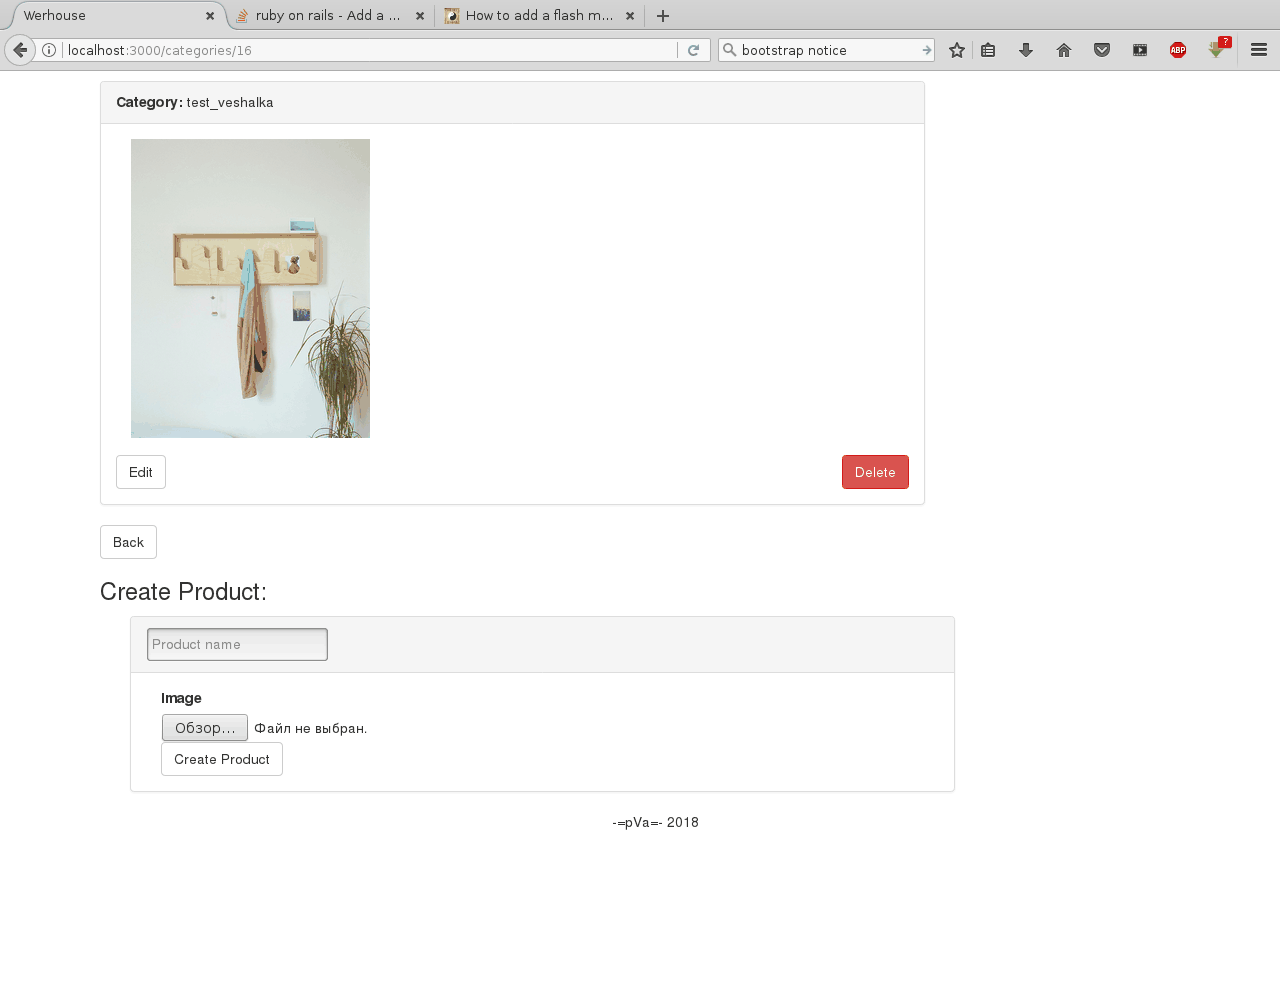 Werhouse
ruby on rails - Add a ...
How to add a flash m...
localhost:3000/categories/16
bootstrap notice
ABP
?
Category: test_veshalka
Edit
Delete
Back
Create Product:
Product name
Image
Обзор...
Файл не выбран.
Create Product
-=pVa=- 2018